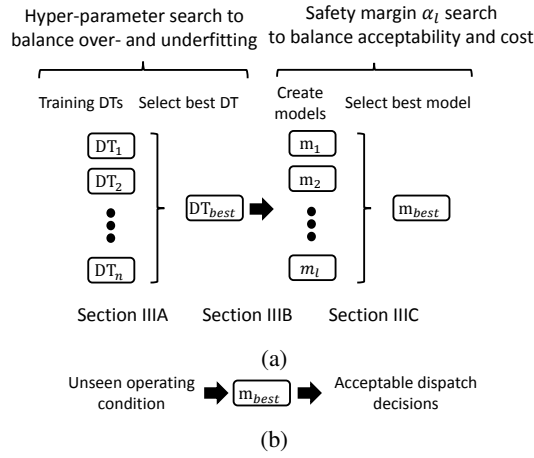 Hyper-parameter search to
balance over- and underfitting
Safety margin α_l search
to balance acceptability and cost
Training DTs
Select best DT
Create
models
Select best model
DT_1
DT_2
DT_n
DT_best
m_1
m_2
m_l
m_best
Section IIIA
Section IIIB
Section IIIC
(a)
Unseen operating
condition
m_best
Acceptable dispatch
decisions
(b)